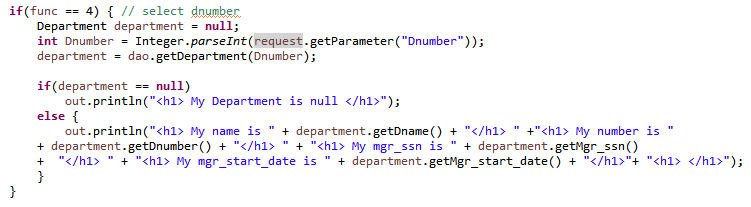 if(func == 4) { // select dnumber
Department department = null;
int Dnumber = Integer.parseInt(request.getParameter("Dnumber"));
department = dao.getDepartment(Dnumber);
if(department == null)
out.println("<h1> My Department is null </h1>");
else {
out.println("<h1> My name is " + department.getDname() + "</h1> " +"<h1> My number is "
+ department.getDnumber() + "</h1> " + "<h1> My mgr_ssn is " + department.getMgr_ssn()
+  "</h1> " + "<h1> My mgr_start_date is " + department.getMgr_start_date() + "</h1>"+ "<h1> </h1>");
}
}